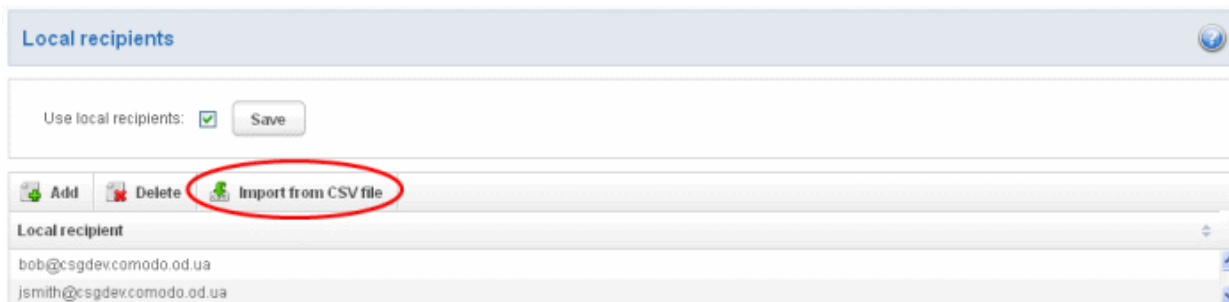 Local recipients
Use local recipients: Save
Add Delete Import from CSV file
Local recipient
bob@csgdev.comodo.od.ua
jsmith@csgdev.comodo.od.ua